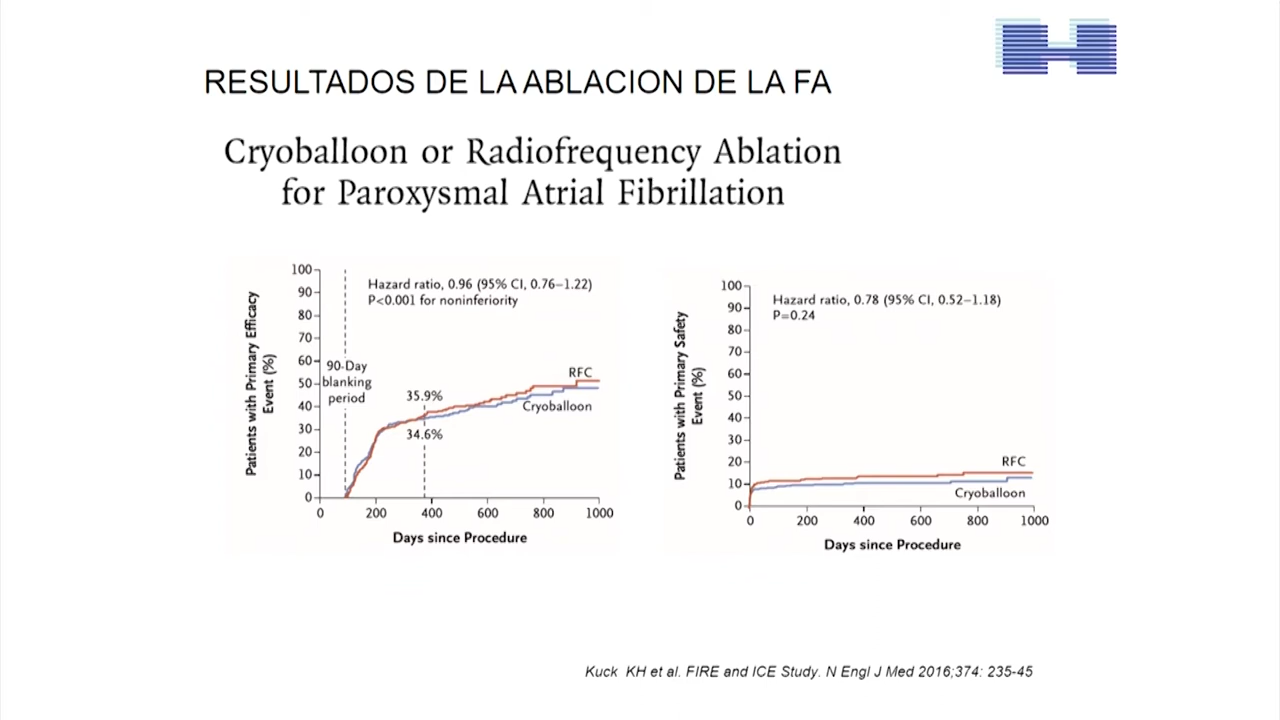 RESULTADOS DE LA ABLACION DE LA FA
Cryoballoon or Radiofrequency Ablation
for Paroxysmal Atrial Fibrillation
Patients with Primary Efficacy
Event (%)
100
90
80
70
60
50
40
30
20
10
0
Hazard ratio, 0.96 (95% CI, 0.76–1.22)
P<0.001 for noninferiority
90-Day
blanking
period
35.9%
34.6%
RFC
Cryoballoon
0 200 400 600 800 1000
Days since Procedure
Patients with Primary Safety
Event (%)
100
90
80
70
60
50
40
30
20
10
0
Hazard ratio, 0.78 (95% CI, 0.52–1.18)
P=0.24
RFC
Cryoballoon
0 200 400 600 800 1000
Days since Procedure
Kuck KH et al. FIRE and ICE Study. N Engl J Med 2016;374: 235-45